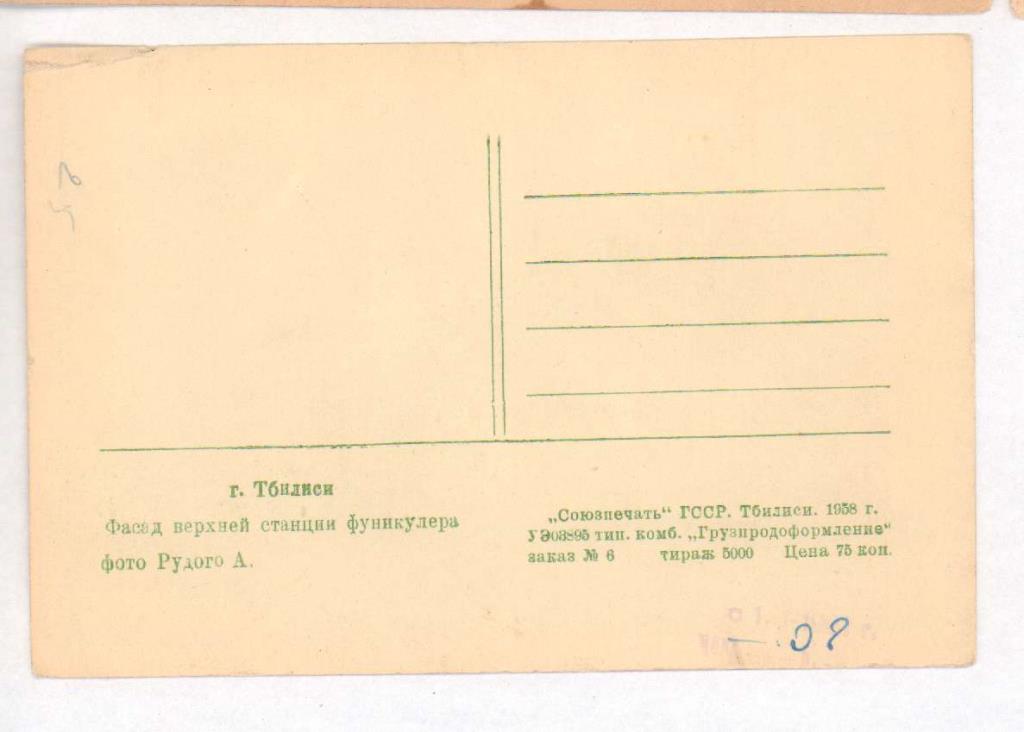 г. Тбилиси
Фасад верхней станции фуникулера
фото Рудого А.
„Союзпечать“ ГССР. Тбилиси. 1958 г.
УЭ03895 тип. комб. „Грузпродоформление“
заказ № 6 тираж 5000 Цена 75 коп.